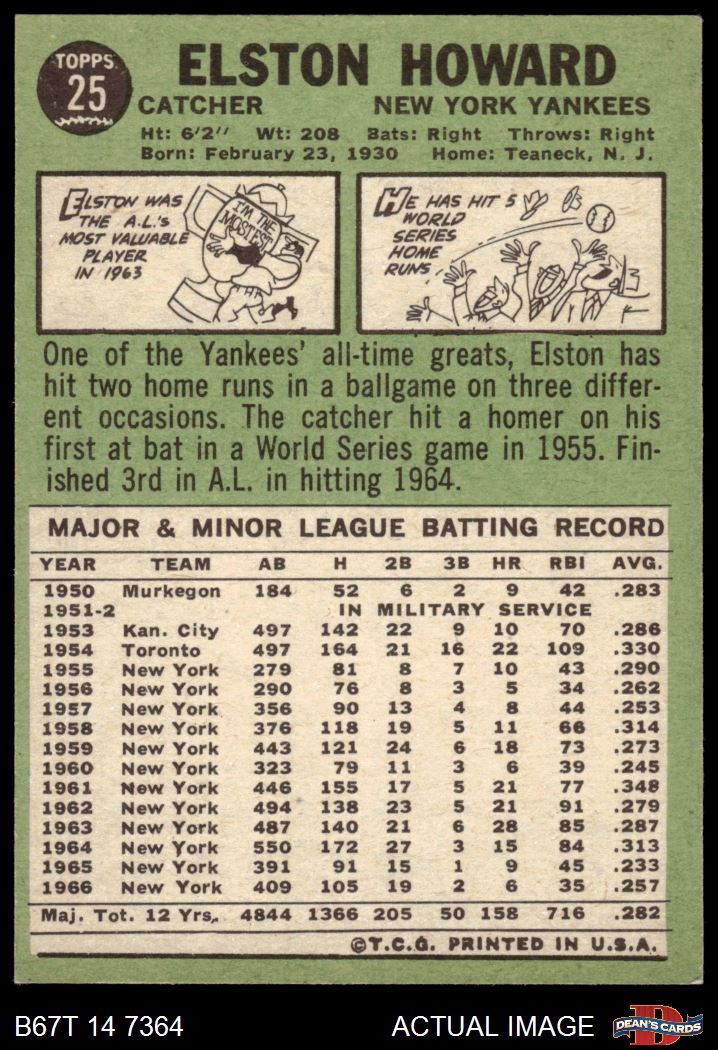 TOPPS
25
ELSTON HOWARD
CATCHER NEW YORK YANKEES
Ht: 6'2" Wt: 208 Bats: Right Throws: Right
Born: February 23, 1930 Home: Teaneck, N. J.
ELSTON WAS
THE A.L.'s
MOST VALUABLE
PLAYER
IN 1963
I'M THE
MOSTEST
HE HAS HIT 5
WORLD
SERIES
HOME
RUNS
One of the Yankees' all-time greats, Elston has
hit two home runs in a ballgame on three differ-
ent occasions. The catcher hit a homer on his
first at bat in a World Series game in 1955. Fin-
ished 3rd in A.L. in hitting 1964.
MAJOR & MINOR LEAGUE BATTING RECORD
YEAR TEAM AB H 2B 3B HR RBI AVG.
1950 Murkegon 184 52 6 2 9 42 .283
1951-2 IN MILITARY SERVICE
1953 Kan. City 497 142 22 9 10 70 .286
1954 Toronto 497 164 21 16 22 109 .330
1955 New York 279 81 8 7 10 43 .290
1956 New York 290 76 8 3 5 34 .262
1957 New York 356 90 13 4 8 44 .253
1958 New York 376 118 19 5 11 66 .314
1959 New York 443 121 24 6 18 73 .273
1960 New York 323 79 11 3 6 39 .245
1961 New York 446 155 17 5 21 77 .348
1962 New York 494 138 23 5 21 91 .279
1963 New York 487 140 21 6 28 85 .287
1964 New York 550 172 27 3 15 84 .313
1965 New York 391 91 15 1 9 45 .233
1966 New York 409 105 19 2 6 35 .257
Maj. Tot. 12 Yrs. 4844 1366 205 50 158 716 .282
©T.C.G. PRINTED IN U.S.A.
B67T 14 7364 ACTUAL IMAGE D DEAN'S CARDS